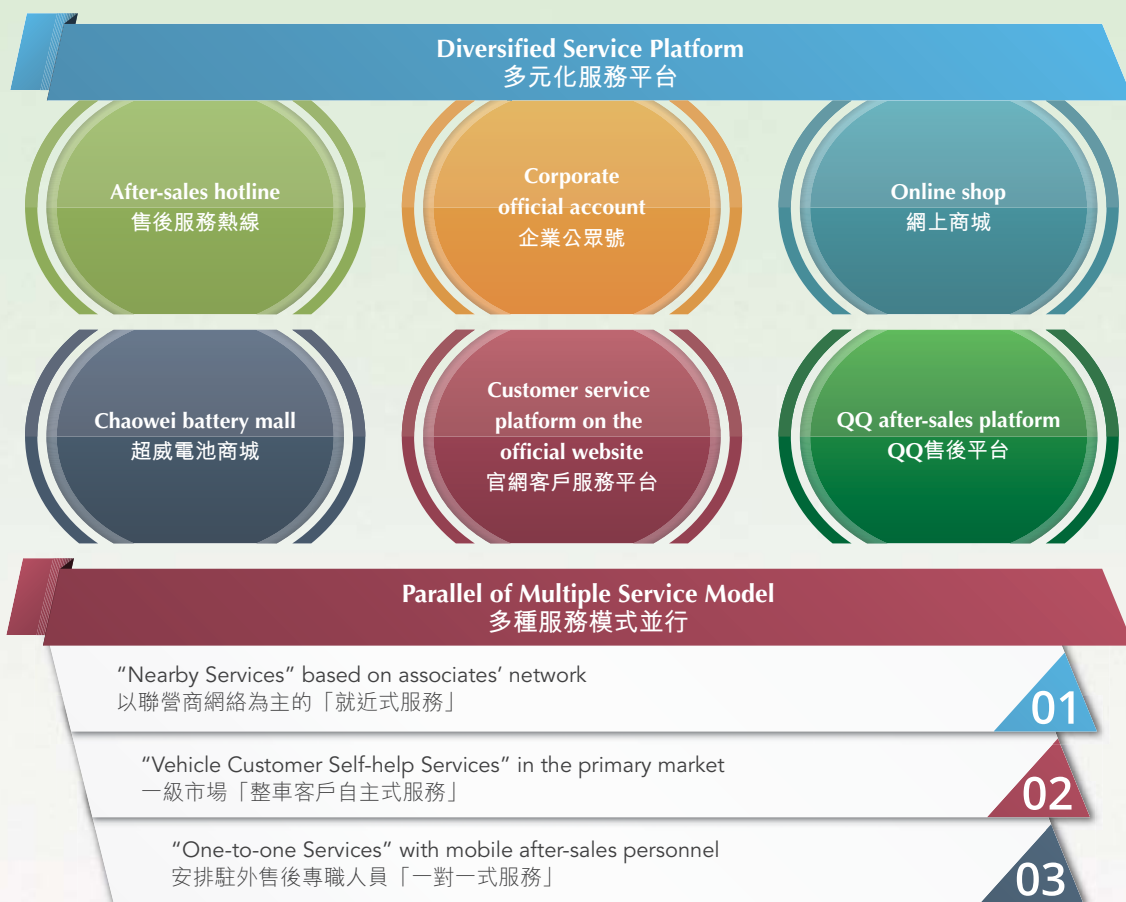 Diversified Service Platform
多元化服務平台
After-sales hotline
售後服務熱線
Corporate
official account
企業公眾號
Online shop
網上商城
Chaowei battery mall
超威電池商城
Customer service
platform on the
official website
官網客戶服務平台
QQ after-sales platform
QQ售後平台
Parallel of Multiple Service Model
多種服務模式並行
“Nearby Services” based on associates’ network
以聯營商網絡為主的「就近式服務」
01
“Vehicle Customer Self-help Services” in the primary market
一級市場「整車客戶自主式服務」
02
“One-to-one Services” with mobile after-sales personnel
安排駐外售後專職人員「一對一式服務」
03